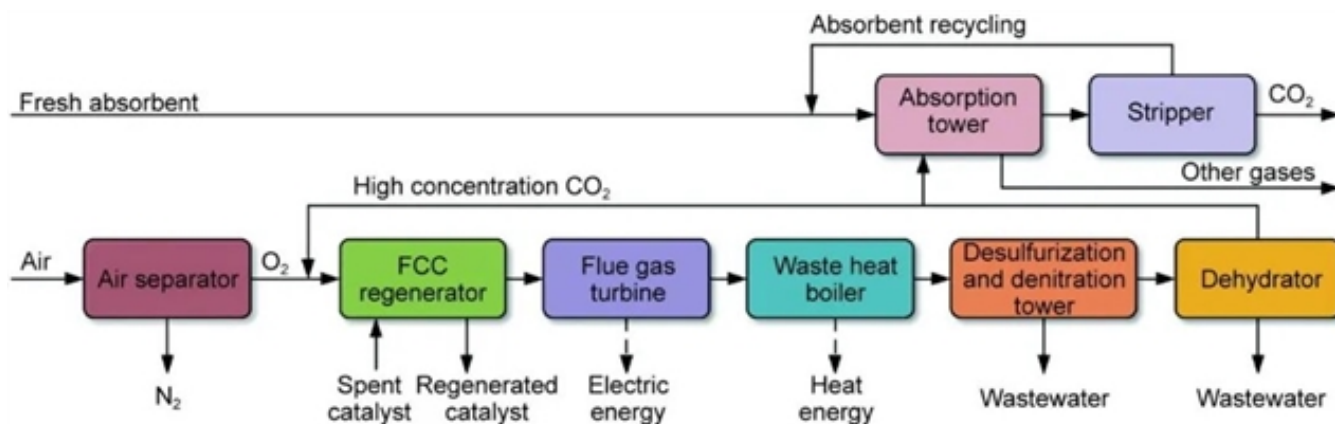 Absorbent recycling
Fresh absorbent
Absorption
tower
Stripper
CO₂
Other gases
High concentration CO₂
Air
Air separator
O₂
FCC
regenerator
Flue gas
turbine
Waste heat
boiler
Desulfurization
and denitration
tower
Dehydrator
N₂
Spent
catalyst
Regenerated
catalyst
Electric
energy
Heat
energy
Wastewater
Wastewater